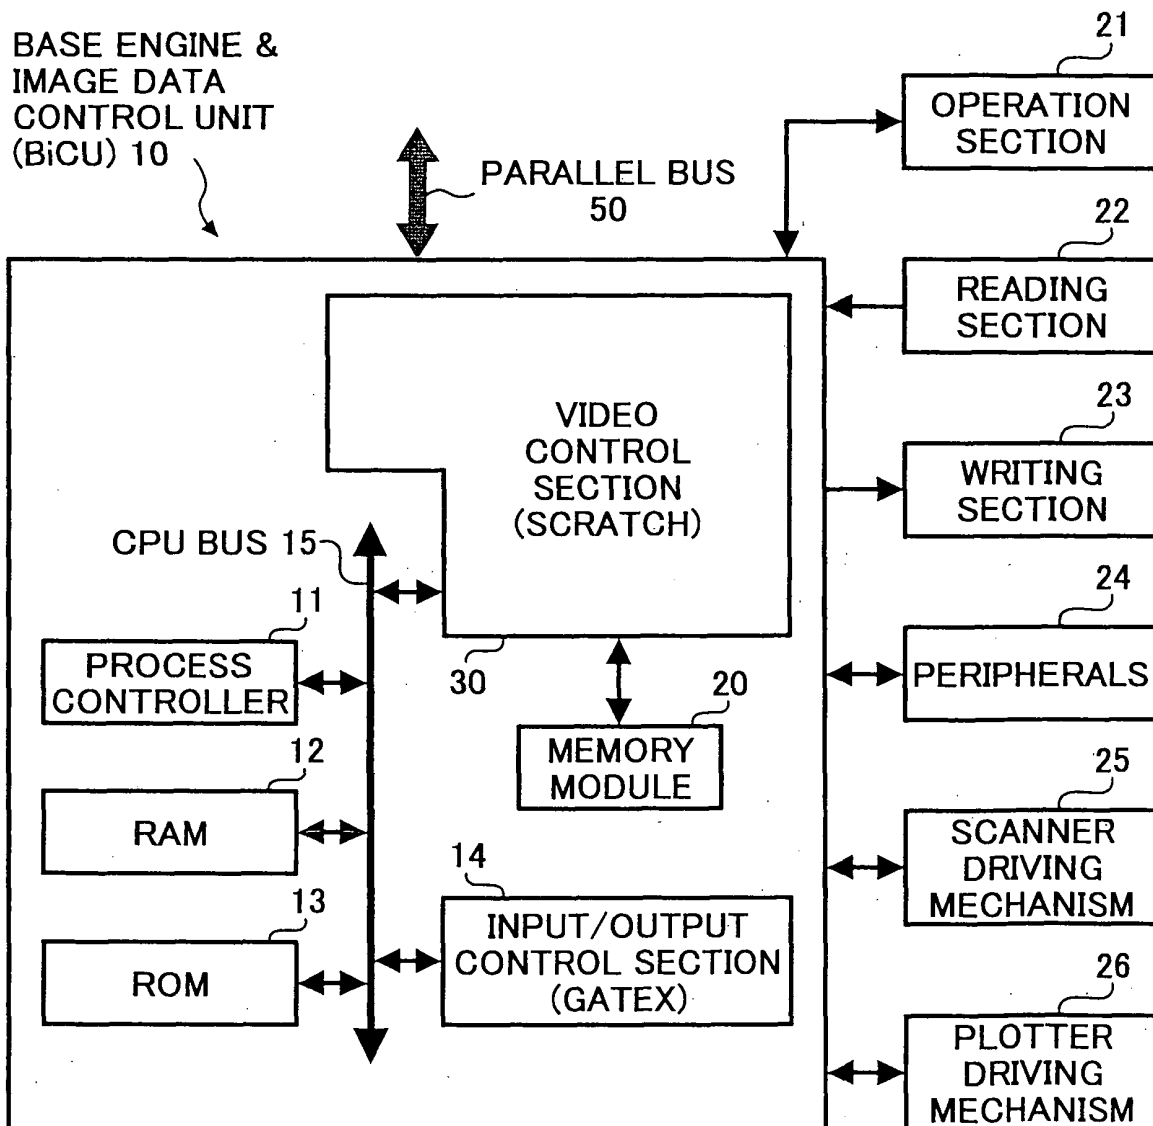 BASE ENGINE &
IMAGE DATA
CONTROL UNIT
(BiCU) 10
PARALLEL BUS
50
21
OPERATION
SECTION
22
READING
SECTION
23
WRITING
SECTION
24
PERIPHERALS
25
SCANNER
DRIVING
MECHANISM
26
PLOTTER
DRIVING
MECHANISM
VIDEO
CONTROL
SECTION
(SCRATCH)
30
CPU BUS 15
11
PROCESS
CONTROLLER
20
MEMORY
MODULE
12
RAM
14
INPUT/OUTPUT
CONTROL SECTION
(GATEX)
13
ROM